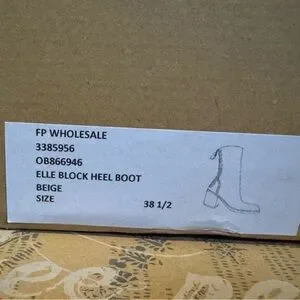 FP WHOLESALE
3385956
OB866946
ELLE BLOCK HEEL BOOT
BEIGE
SIZE 38 1/2